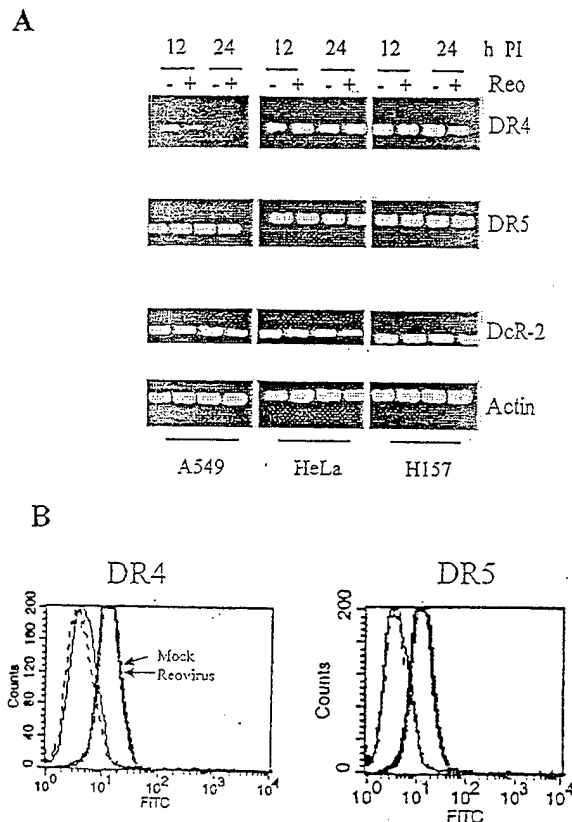 A
12 24 12 24 12 24 h PI
- + - + - + - + - + - + Reo
DR4
DR5
DcR-2
Actin
A549 HeLa H157
B
DR4 DR5
200
160
120
80
40
0
Counts
Mock
Reovirus
10^0 10^1 10^2 10^3 10^4
FITC
200
0
Counts
10^0 10^1 10^2 10^3 10^4
FITC